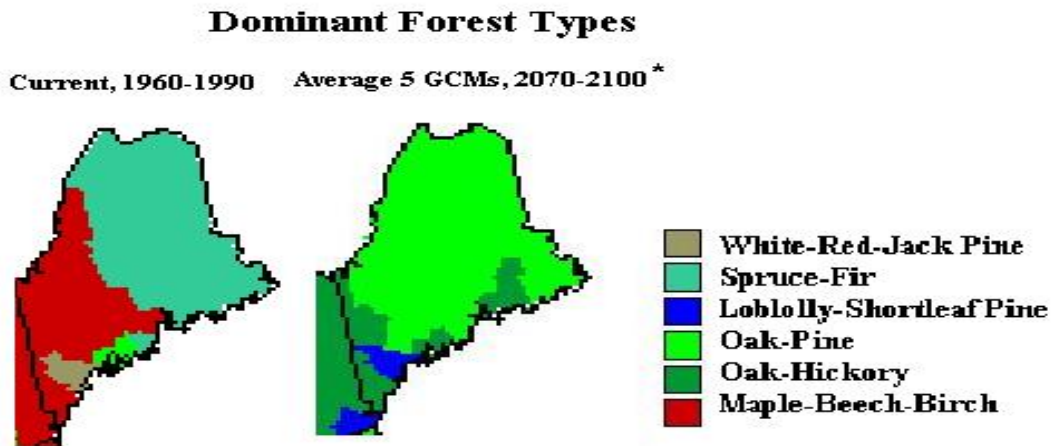 Dominant Forest Types
Current, 1960-1990 Average 5 GCMs, 2070-2100 *
White-Red-Jack Pine
Spruce-Fir
Loblolly-Shortleaf Pine
Oak-Pine
Oak-Hickory
Maple-Beech-Birch